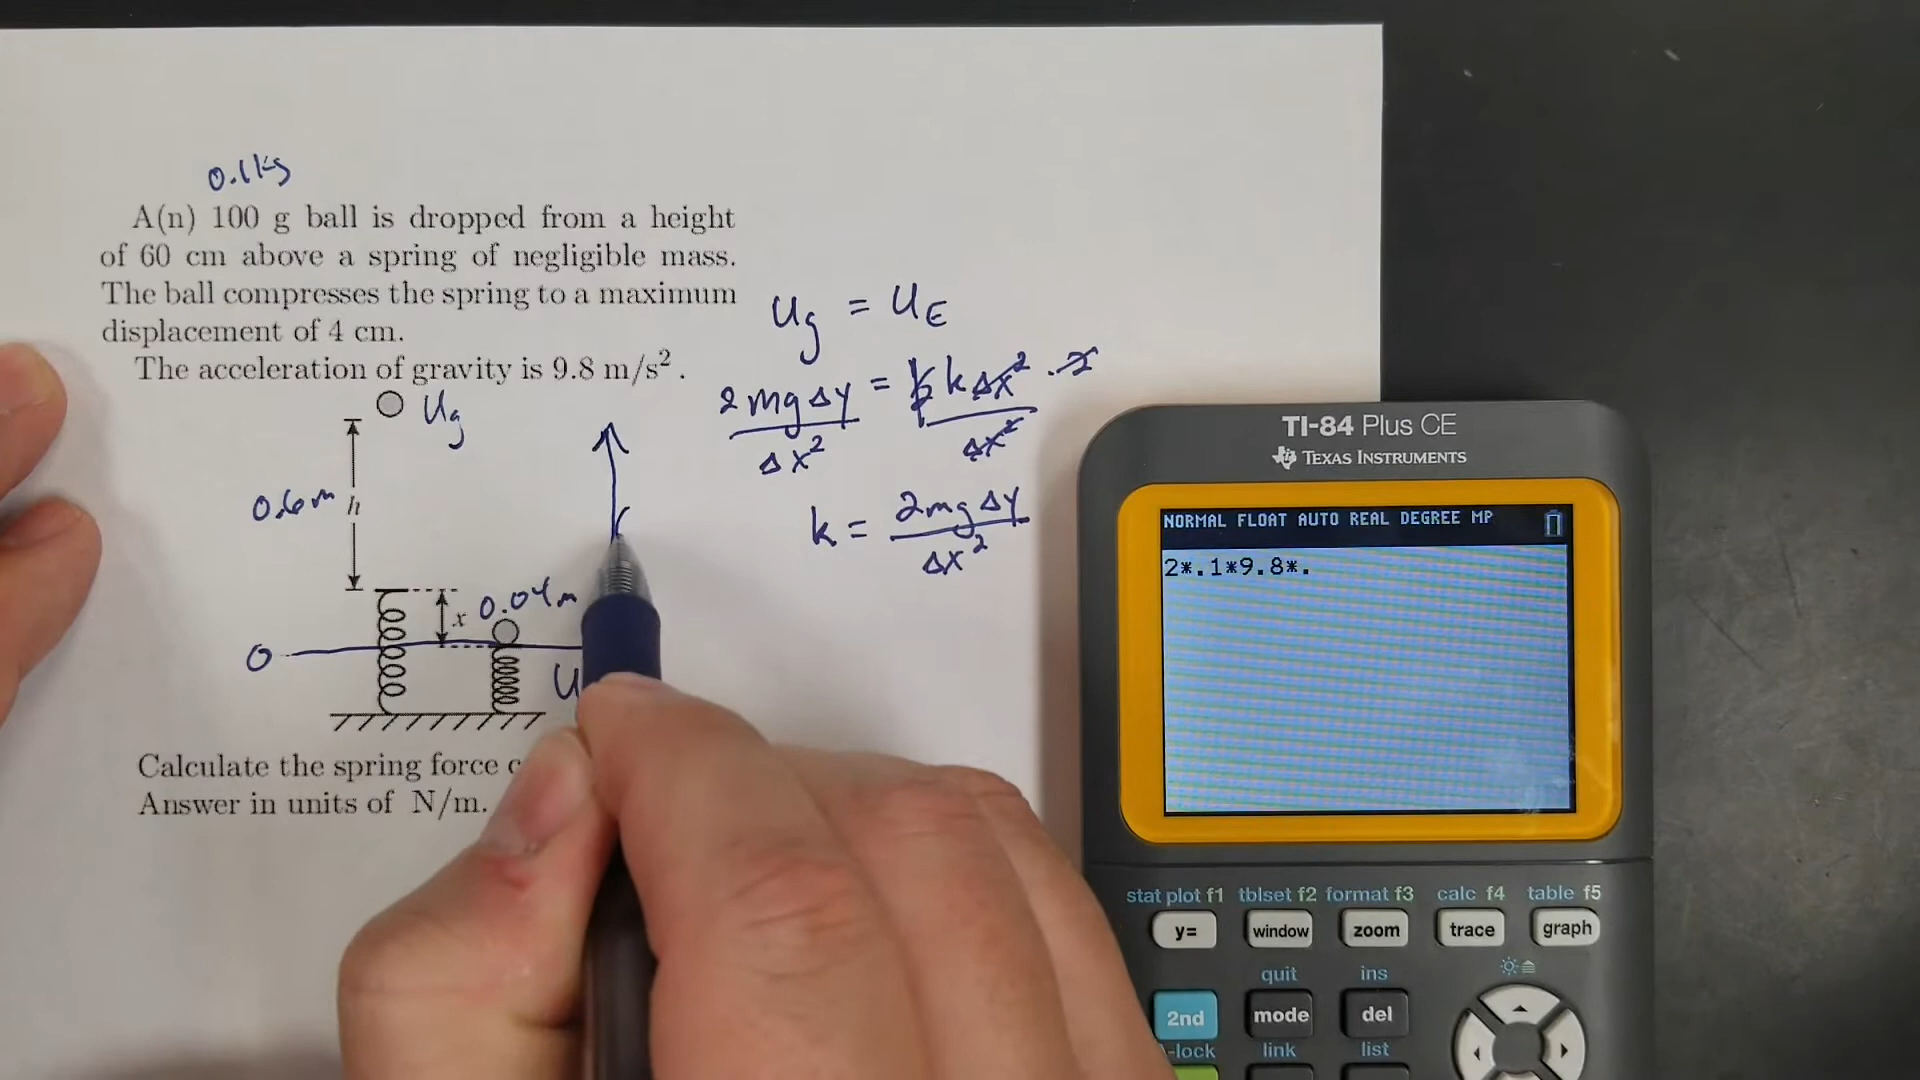 0.1kg
A(n) 100 g ball is dropped from a height
of 60 cm above a spring of negligible mass.
The ball compresses the spring to a maximum
displacement of 4 cm.
The acceleration of gravity is 9.8 m/s².
Ug
0.6m h
x 0.04m
0
U
Calculate the spring force
Answer in units of N/m.
Ug = UE
2mgΔy/Δx² = ½kΔx²/Δx² · 2
k = 2mgΔy/Δx²
TI-84 Plus CE
TEXAS INSTRUMENTS
NORMAL FLOAT AUTO REAL DEGREE MP
2*.1*9.8*.
stat plot f1 tblset f2 format f3 calc f4 table f5
y= window zoom trace graph
quit ins
2nd mode del
A-lock link list